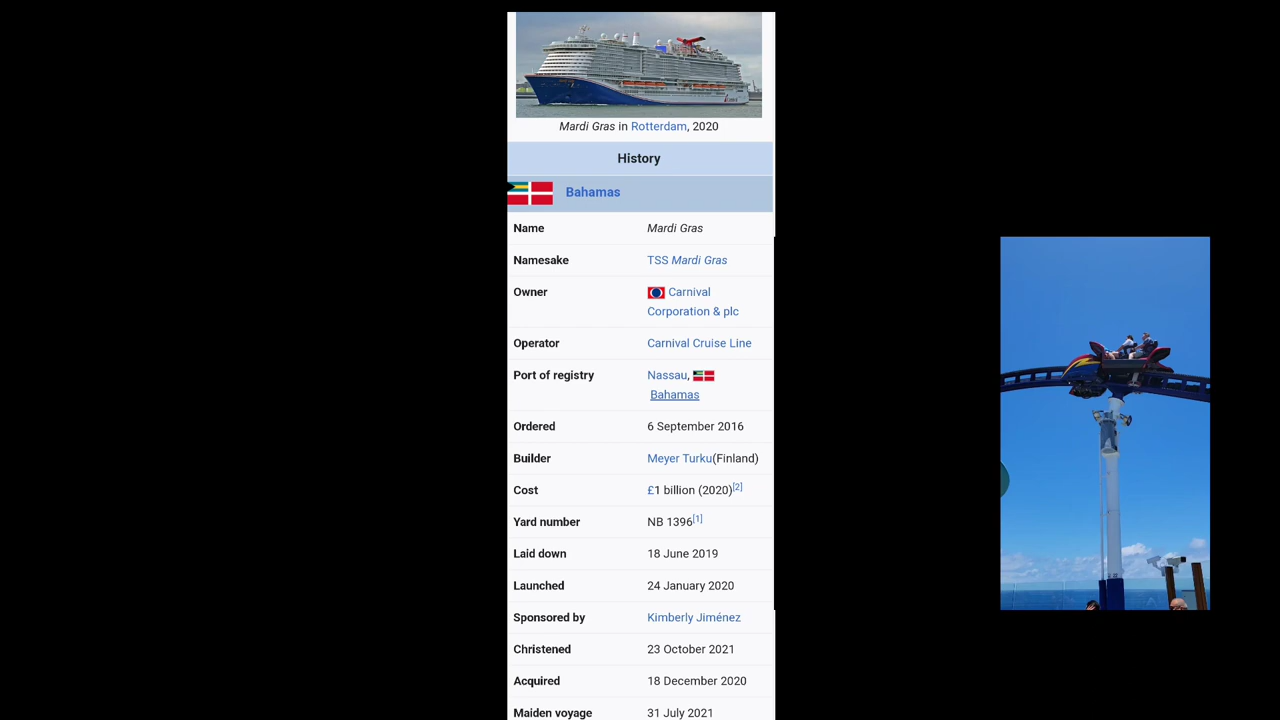 Mardi Gras in Rotterdam, 2020
History
Bahamas
Name Mardi Gras
Namesake TSS Mardi Gras
Owner Carnival
Corporation & plc
Operator Carnival Cruise Line
Port of registry Nassau,
Bahamas
Ordered 6 September 2016
Builder Meyer Turku(Finland)
Cost £1 billion (2020)[2]
Yard number NB 1396[1]
Laid down 18 June 2019
Launched 24 January 2020
Sponsored by Kimberly Jiménez
Christened 23 October 2021
Acquired 18 December 2020
Maiden voyage 31 July 2021